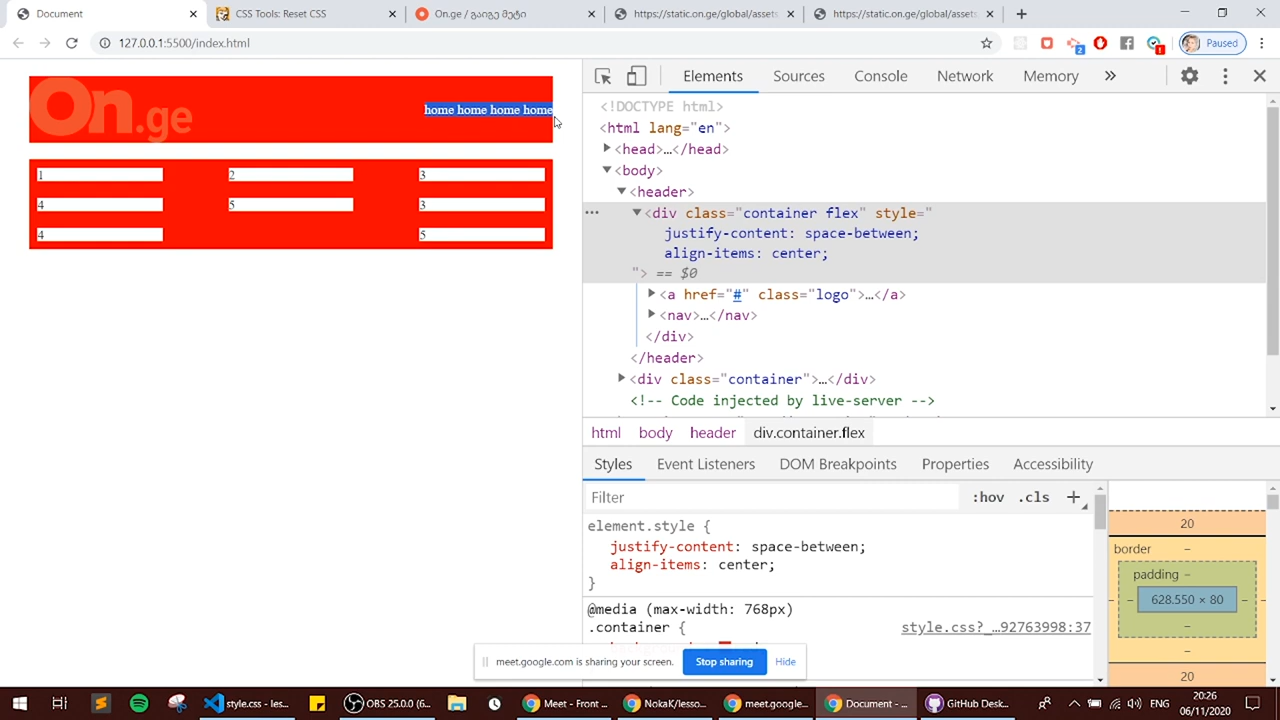 Document
CSS Tools: Reset CSS
On.ge / გაიგე მეტი
https://static.on.ge/global/assets
https://static.on.ge/global/assets
127.0.0.1:5500/index.html
2
1
Paused
On.ge
home home home home
1 2 3
4 5 3
4 5
Elements
Sources
Console
Network
Memory
<!DOCTYPE html>
<html lang="en">
<head>…</head>
<body>
<header>
<div class="container flex" style="
justify-content: space-between;
align-items: center;
"> == $0
<a href="#" class="logo">…</a>
<nav>…</nav>
</div>
</header>
<div class="container">…</div>
<!-- Code injected by live-server -->
html
body
header
div.container.flex
Styles
Event Listeners
DOM Breakpoints
Properties
Accessibility
Filter
:hov
.cls
element.style {
justify-content: space-between;
align-items: center;
}
@media (max-width: 768px)
.container {
style.css?_…92763998:37
20
border –
padding –
– 628.550 × 80 –
–
–
20
meet.google.com is sharing your screen.
Stop sharing
Hide
style.css - les...
OBS 25.0.0 (6...
Meet - Front ...
NokaK/lesso...
meet.google...
Document - ...
GitHub Desk...
ENG
20:26
06/11/2020